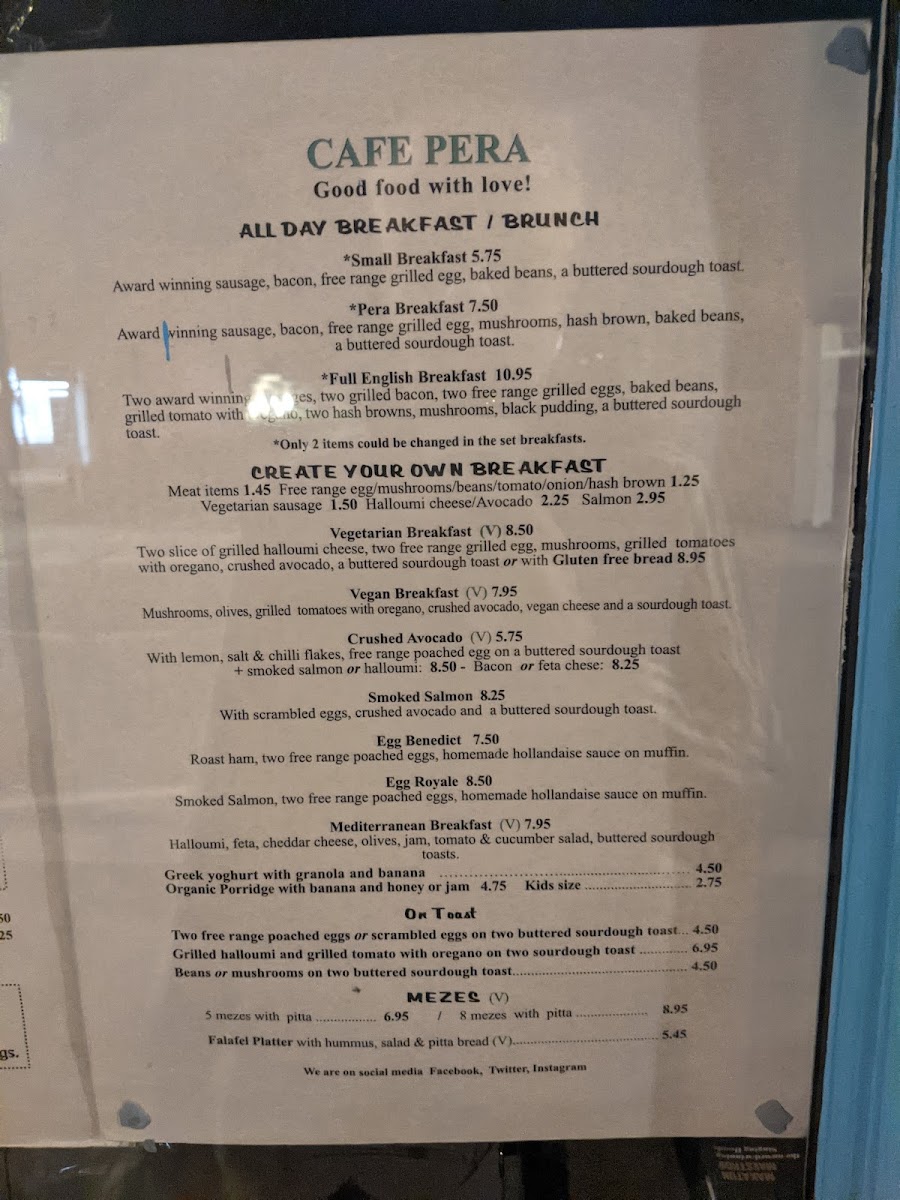 CAFE PERA
Good food with love!
ALL DAY BREAKFAST / BRUNCH
*Small Breakfast 5.75
Award winning sausage, bacon, free range grilled egg, baked beans, a buttered sourdough toast.
*Pera Breakfast 7.50
Award winning sausage, bacon, free range grilled egg, mushrooms, hash brown, baked beans,
a buttered sourdough toast.
*Full English Breakfast 10.95
Two award winning two grilled bacon, two free range grilled eggs, baked beans,
grilled tomato with two hash browns, mushrooms, black pudding, a buttered sourdough
toast.
*Only 2 items could be changed in the set breakfasts.
CREATE YOUR OWN BREAKFAST
Meat items 1.45 Free range egg/mushrooms/beans/tomato/onion/hash brown 1.25
Vegetarian sausage 1.50 Halloumi cheese/Avocado 2.25 Salmon 2.95
Vegetarian Breakfast (V) 8.50
Two slice of grilled halloumi cheese, two free range grilled egg, mushrooms, grilled tomatoes
with oregano, crushed avocado, a buttered sourdough toast or with Gluten free bread 8.95
Vegan Breakfast (V) 7.95
Mushrooms, olives, grilled tomatoes with oregano, crushed avocado, vegan cheese and a sourdough toast.
Crushed Avocado (V) 5.75
With lemon, salt & chilli flakes, free range poached egg on a buttered sourdough toast
+ smoked salmon or halloumi: 8.50 - Bacon or feta chese: 8.25
Smoked Salmon 8.25
With scrambled eggs, crushed avocado and a buttered sourdough toast.
Egg Benedict 7.50
Roast ham, two free range poached eggs, homemade hollandaise sauce on muffin.
Egg Royale 8.50
Smoked Salmon, two free range poached eggs, homemade hollandaise sauce on muffin.
Mediterranean Breakfast (V) 7.95
Halloumi, feta, cheddar cheese, olives, jam, tomato & cucumber salad, buttered sourdough
toasts.
Greek yoghurt with granola and banana ........ 4.50
Organic Porridge with banana and honey or jam 4.75 Kids size ........ 2.75
On Toast
Two free range poached eggs or scrambled eggs on two buttered sourdough toast... 4.50
Grilled halloumi and grilled tomato with oregano on two sourdough toast ........ 6.95
Beans or mushrooms on two buttered sourdough toast........ 4.50
MEZES (V)
5 mezes with pitta ........ 6.95 / 8 mezes with pitta ........ 8.95
Falafel Platter with hummus, salad & pitta bread (V)........ 5.45
We are on social media Facebook, Twitter, Instagram
50
25
gs.